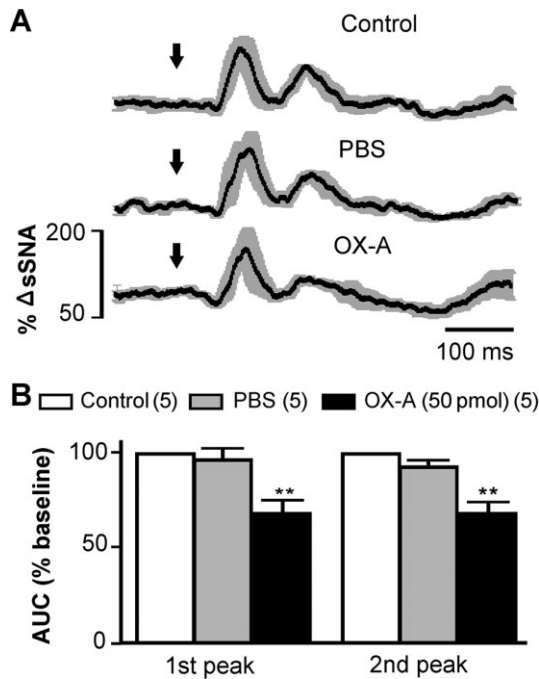 A
Control
PBS
200
50
% ΔsSNA
OX-A
100 ms
B
Control (5) PBS (5) OX-A (50 pmol) (5)
100
50
0
AUC (% baseline)
**
**
1st peak 2nd peak